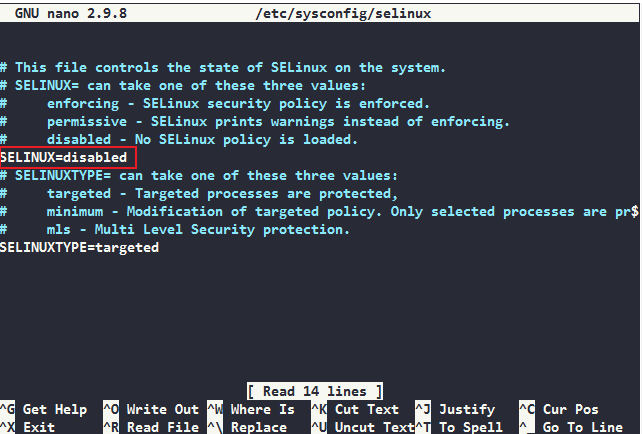 GNU nano 2.9.8 /etc/sysconfig/selinux
# This file controls the state of SELinux on the system.
# SELINUX= can take one of these three values:
#     enforcing - SELinux security policy is enforced.
#     permissive - SELinux prints warnings instead of enforcing.
#     disabled - No SELinux policy is loaded.
SELINUX=disabled
# SELINUXTYPE= can take one of these three values:
#     targeted - Targeted processes are protected,
#     minimum - Modification of targeted policy. Only selected processes are pr$
#     mls - Multi Level Security protection.
SELINUXTYPE=targeted
[ Read 14 lines ]
^G Get Help ^O Write Out ^W Where Is ^K Cut Text ^J Justify ^C Cur Pos
^X Exit ^R Read File ^\ Replace ^U Uncut Text ^T To Spell ^_ Go To Line